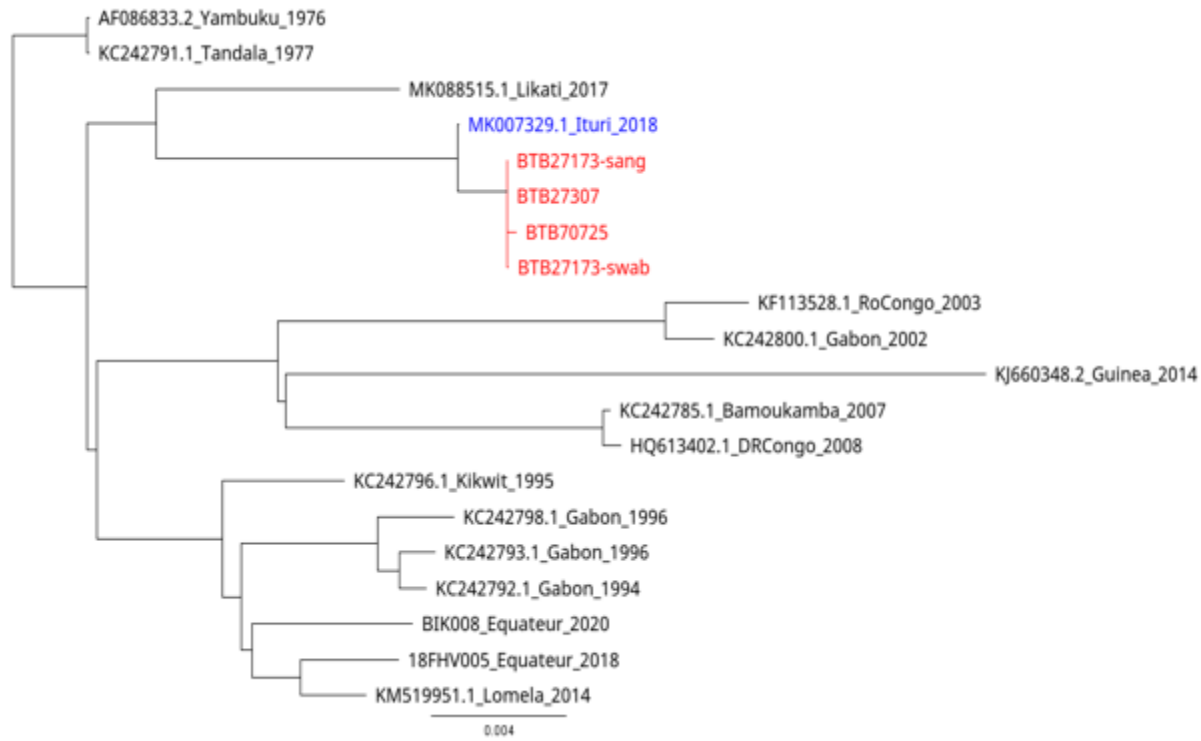 AF086833.2_Yambuku_1976
KC242791.1_Tandala_1977
MK088515.1_Likati_2017
MK007329.1_Ituri_2018
BTB27173-sang
BTB27307
BTB70725
BTB27173-swab
KF113528.1_RoCongo_2003
KC242800.1_Gabon_2002
KJ660348.2_Guinea_2014
KC242785.1_Bamoukamba_2007
HQ613402.1_DRCongo_2008
KC242796.1_Kikwit_1995
KC242798.1_Gabon_1996
KC242793.1_Gabon_1996
KC242792.1_Gabon_1994
BIK008_Equateur_2020
18FHV005_Equateur_2018
KM519951.1_Lomela_2014
0.004